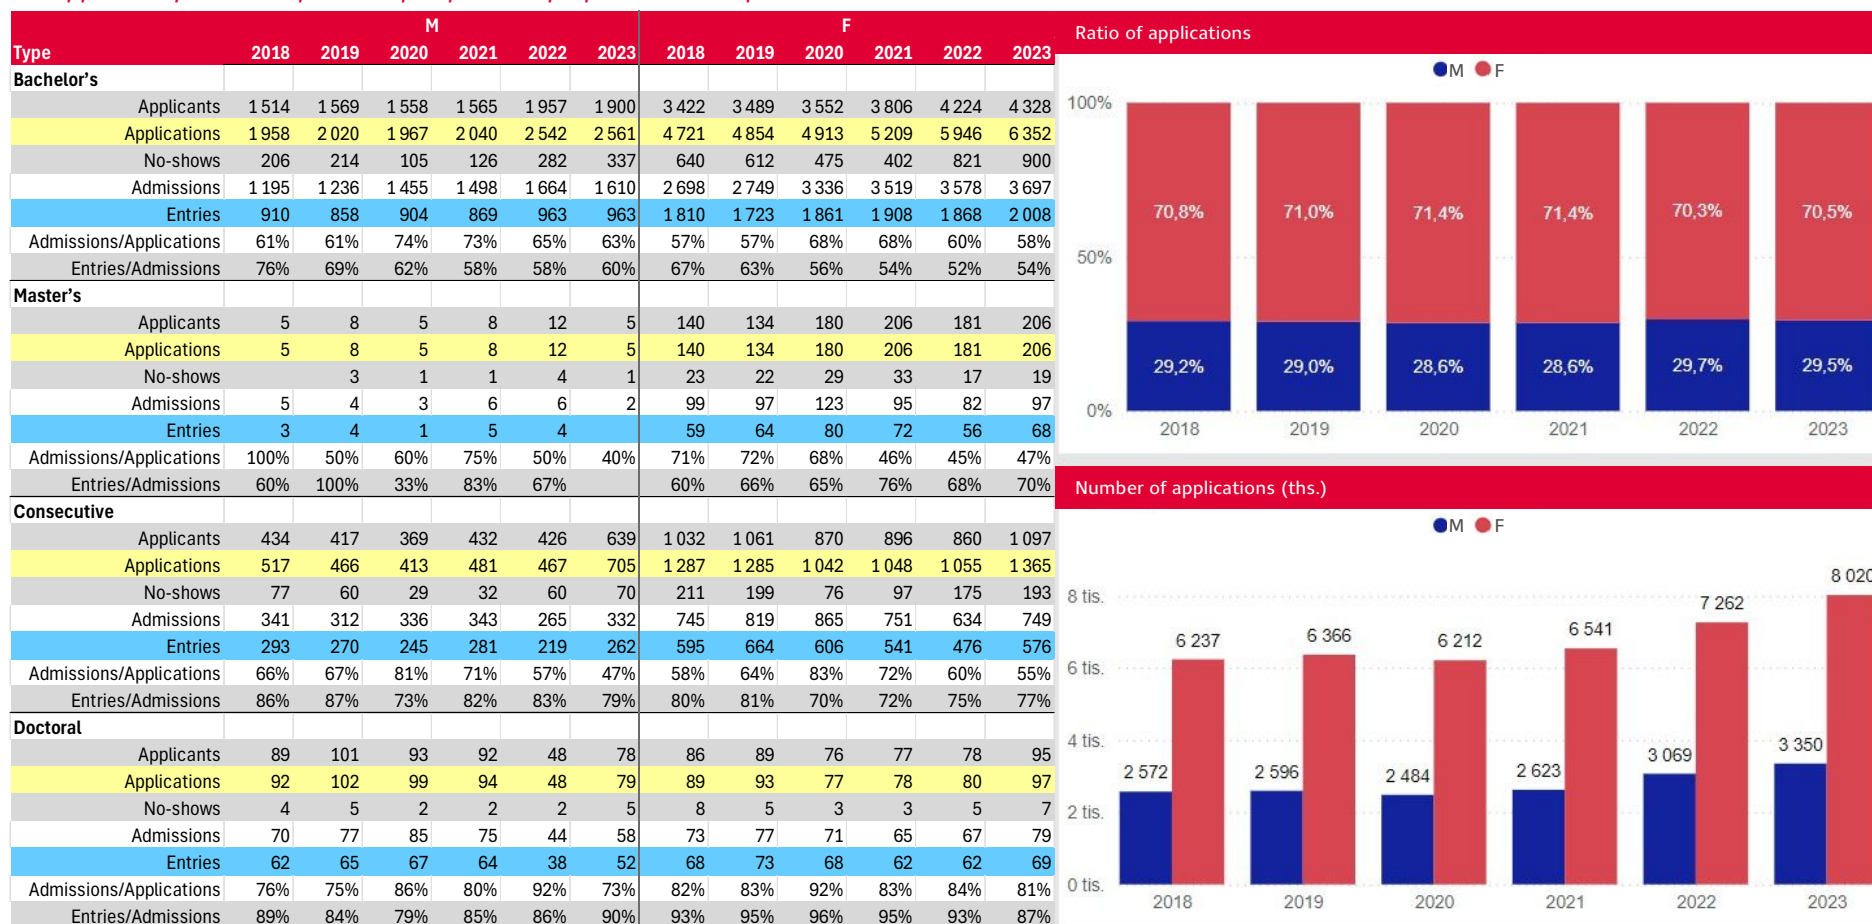 M F
Type 2018 2019 2020 2021 2022 2023 2018 2019 2020 2021 2022 2023
Bachelor's
Applicants 1 514 1 569 1 558 1 565 1 957 1 900 3 422 3 489 3 552 3 806 4 224 4 328
Applications 1 958 2 020 1 967 2 040 2 542 2 561 4 721 4 854 4 913 5 209 5 946 6 352
No-shows 206 214 105 126 282 337 640 612 475 402 821 900
Admissions 1 195 1 236 1 455 1 498 1 664 1 610 2 698 2 749 3 336 3 519 3 578 3 697
Entries 910 858 904 869 963 963 1 810 1 723 1 861 1 908 1 868 2 008
Admissions/Applications 61% 61% 74% 73% 65% 63% 57% 57% 68% 68% 60% 58%
Entries/Admissions 76% 69% 62% 58% 58% 60% 67% 63% 56% 54% 52% 54%
Master's
Applicants 5 8 5 8 12 5 140 134 180 206 181 206
Applications 5 8 5 8 12 5 140 134 180 206 181 206
No-shows 3 1 1 4 1 23 22 29 33 17 19
Admissions 5 4 3 6 6 2 99 97 123 95 82 97
Entries 3 4 1 5 4 59 64 80 72 56 68
Admissions/Applications 100% 50% 60% 75% 50% 40% 71% 72% 68% 46% 45% 47%
Entries/Admissions 60% 100% 33% 83% 67% 60% 66% 65% 76% 68% 70%
Consecutive
Applicants 434 417 369 432 426 639 1 032 1 061 870 896 860 1 097
Applications 517 466 413 481 467 705 1 287 1 285 1 042 1 048 1 055 1 365
No-shows 77 60 29 32 60 70 211 199 76 97 175 193
Admissions 341 312 336 343 265 332 745 819 865 751 634 749
Entries 293 270 245 281 219 262 595 664 606 541 476 576
Admissions/Applications 66% 67% 81% 71% 57% 47% 58% 64% 83% 72% 60% 55%
Entries/Admissions 86% 87% 73% 82% 83% 79% 80% 81% 70% 72% 75% 77%
Doctoral
Applicants 89 101 93 92 48 78 86 89 76 77 78 95
Applications 92 102 99 94 48 79 89 93 77 78 80 97
No-shows 4 5 2 2 2 5 8 5 3 3 5 7
Admissions 70 77 85 75 44 58 73 77 71 65 67 79
Entries 62 65 67 64 38 52 68 73 68 62 62 69
Admissions/Applications 76% 75% 86% 80% 92% 73% 82% 83% 92% 83% 84% 81%
Entries/Admissions 89% 84% 79% 85% 86% 90% 93% 95% 96% 95% 93% 87%
Ratio of applications
M F
100%
70,8% 71,0% 71,4% 71,4% 70,3% 70,5%
50%
29,2% 29,0% 28,6% 28,6% 29,7% 29,5%
0%
2018 2019 2020 2021 2022 2023
Number of applications (ths.)
M F
8 020
8 tis.
7 262
6 237 6 366 6 212 6 541
6 tis.
4 tis.
2 572 2 596 2 484 2 623 3 069 3 350
2 tis.
0 tis.
2018 2019 2020 2021 2022 2023